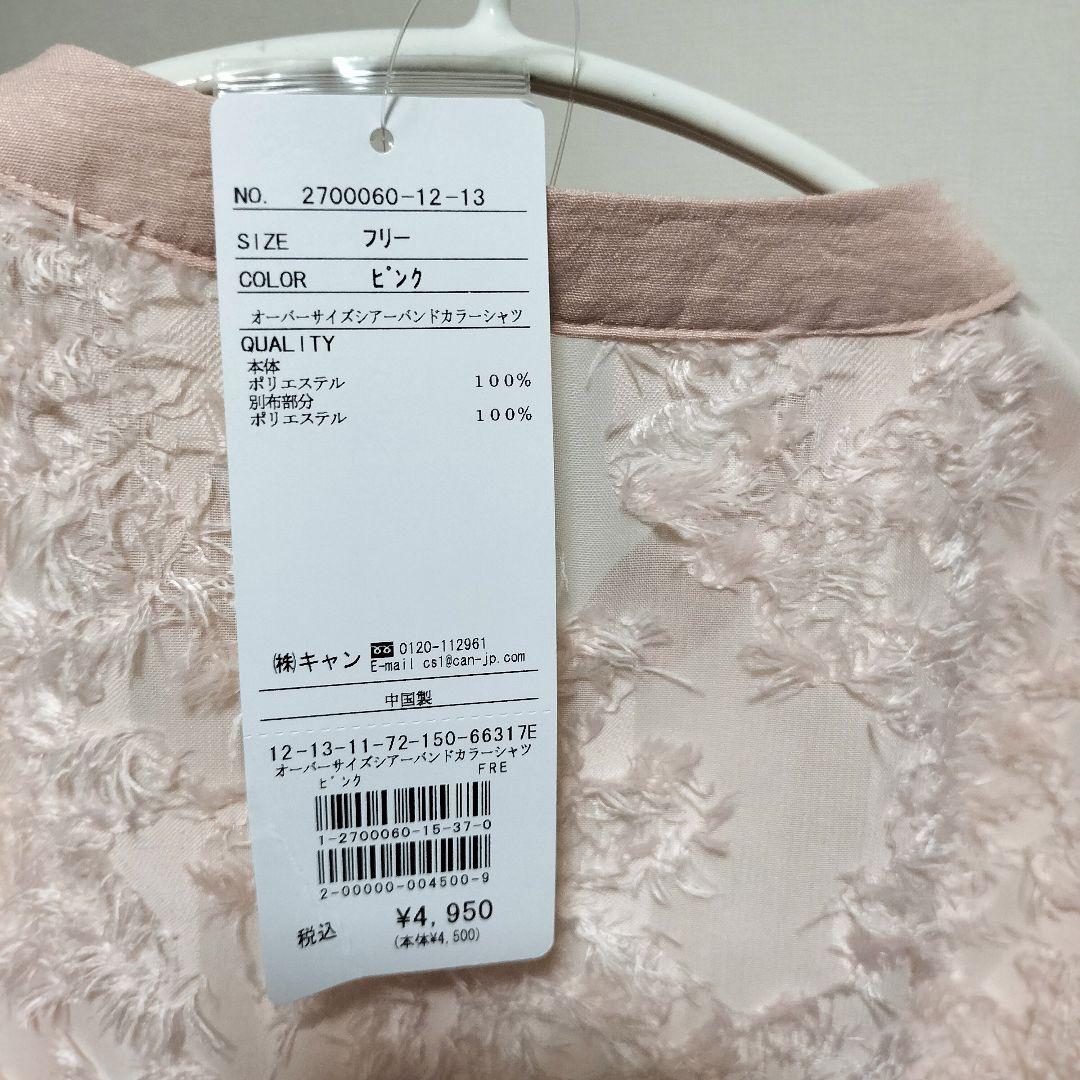 NO. 2700060-12-13
SIZE フリー
COLOR ピンク
オーバーサイズシアーバンドカラーシャツ
QUALITY
本体
ポリエステル 100%
別布部分
ポリエステル 100%
㈱キャン 0120-112961
E-mail cs1@can-jp.com
中国製
12-13-11-72-150-66317E
オーバーサイズシアーバンドカラーシャツ
ピンク FRE
1-2700060-15-37-0
2-00000-004500-9
税込 ¥4,950
(本体¥4,500)